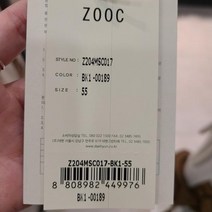 ZOOC
STYLE NO : Z204MSC017
COLOR : BK1-00189
SIZE : 55
Z204MSC017-BK1-55
8 808982 449976
BK1-00189